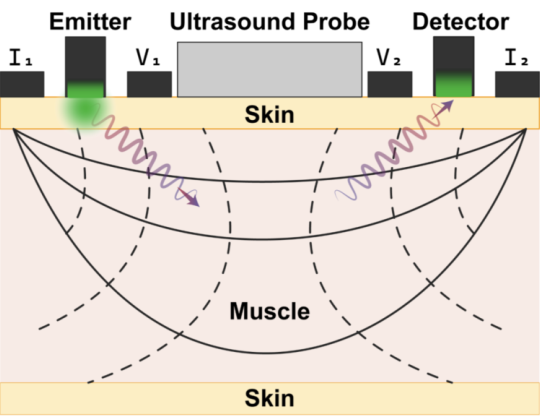 Emitter Ultrasound Probe Detector
I₁ V₁ V₂ I₂
Skin
Muscle
Skin